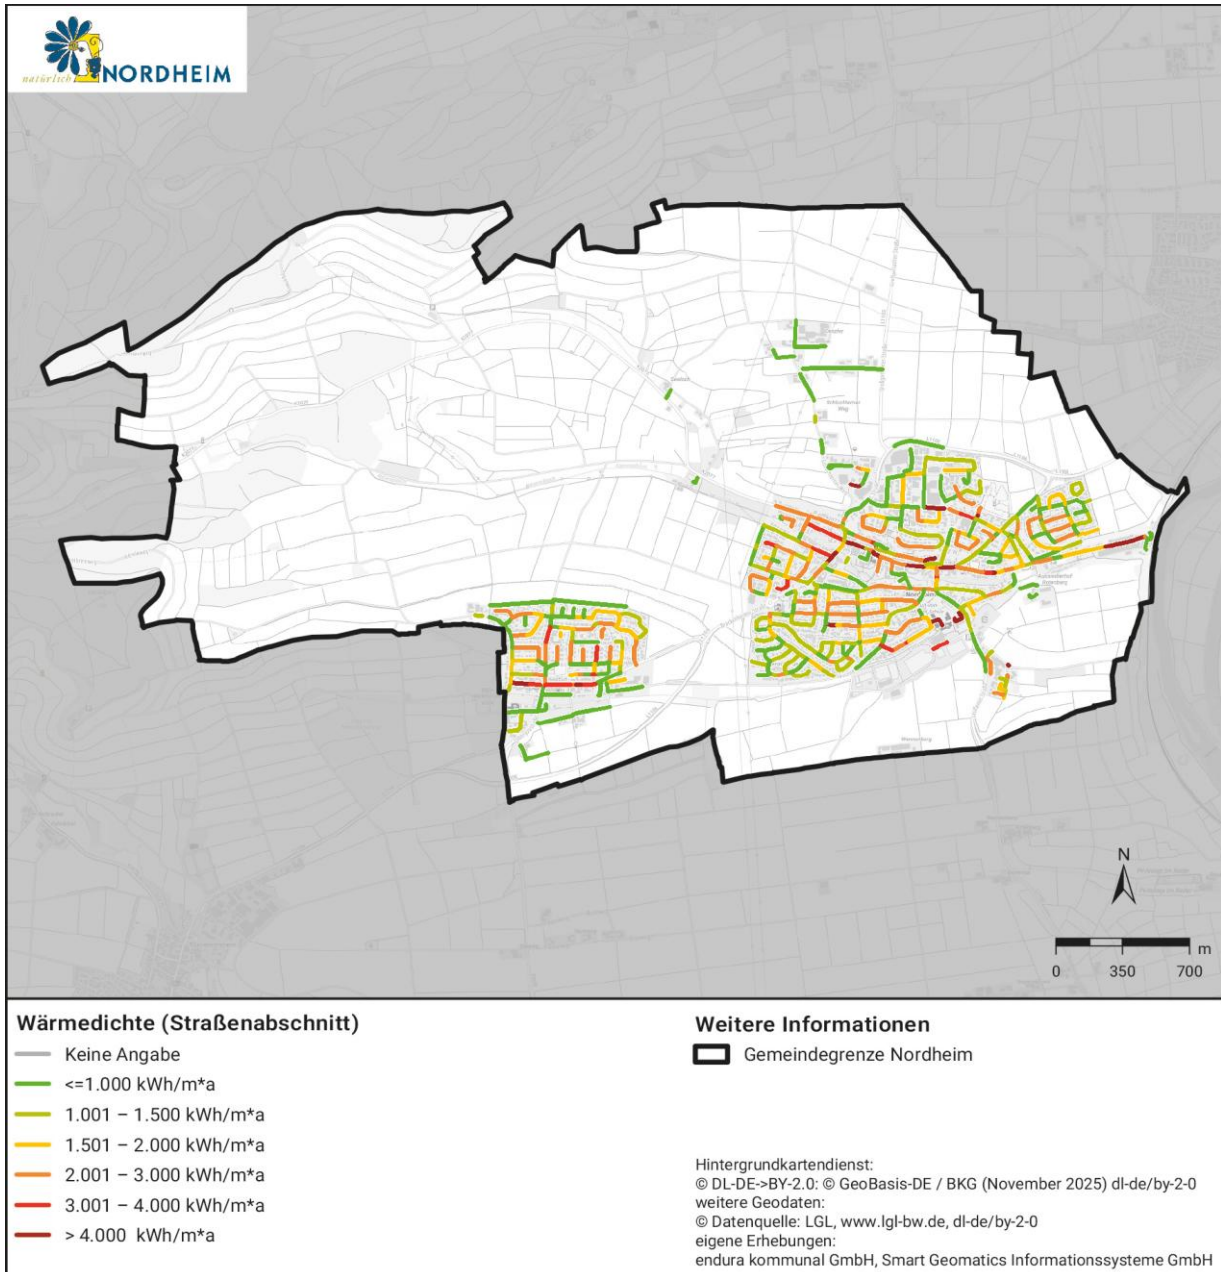 natürlich NORDHEIM
N
m
0 350 700
Wärmedichte (Straßenabschnitt)
Keine Angabe
<=1.000 kWh/m*a
1.001 – 1.500 kWh/m*a
1.501 – 2.000 kWh/m*a
2.001 – 3.000 kWh/m*a
3.001 – 4.000 kWh/m*a
> 4.000 kWh/m*a
Weitere Informationen
Gemeindegrenze Nordheim
Hintergrundkartendienst:
© DL-DE->BY-2.0: © GeoBasis-DE / BKG (November 2025) dl-de/by-2-0
weitere Geodaten:
© Datenquelle: LGL, www.lgl-bw.de, dl-de/by-2-0
eigene Erhebungen:
endura kommunal GmbH, Smart Geomatics Informationssysteme GmbH